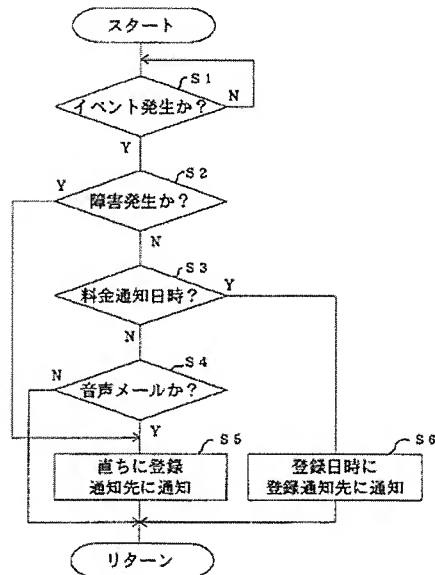 スタート
S1
イベント発生か?
N
Y
S2
Y
障害発生か?
N
S3
料金通知日時?
Y
N
S4
N
音声メールか?
Y
S5
直ちに登録
通知先に通知
S6
登録日時に
登録通知先に通知
リターン